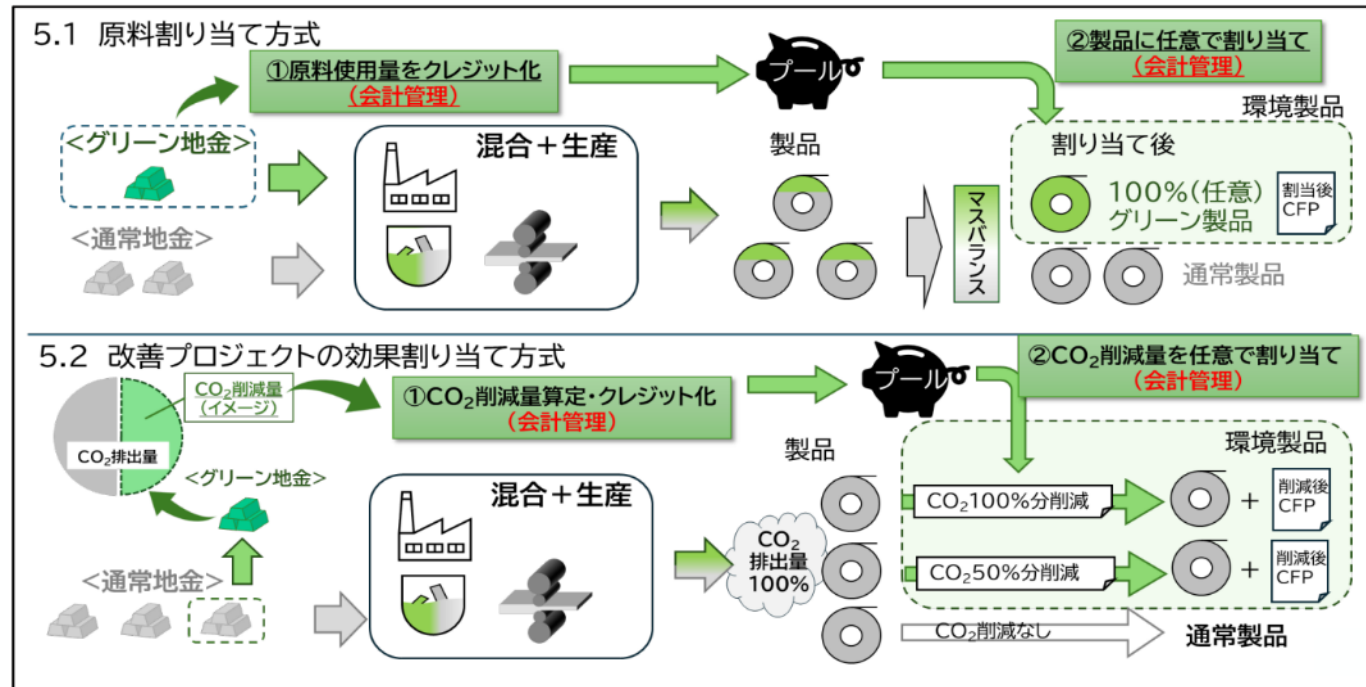 5.1 原料割り当て方式
①原料使用量をクレジット化
(会計管理)
プール
②製品に任意で割り当て
(会計管理)
環境製品
<グリーン地金>
混合+生産
製品
割り当て後
100%(任意)
グリーン製品
割当後
CFP
<通常地金>
マスバランス
通常製品
5.2 改善プロジェクトの効果割り当て方式
CO₂削減量
(イメージ)
①CO₂削減量算定・クレジット化
(会計管理)
プール
②CO₂削減量を任意で割り当て
(会計管理)
CO₂排出量
製品
環境製品
<グリーン地金>
混合+生産
CO₂100%分削減
+
削減後
CFP
CO₂
排出量
100%
<通常地金>
CO₂50%分削減
+
削減後
CFP
CO₂削減なし
通常製品